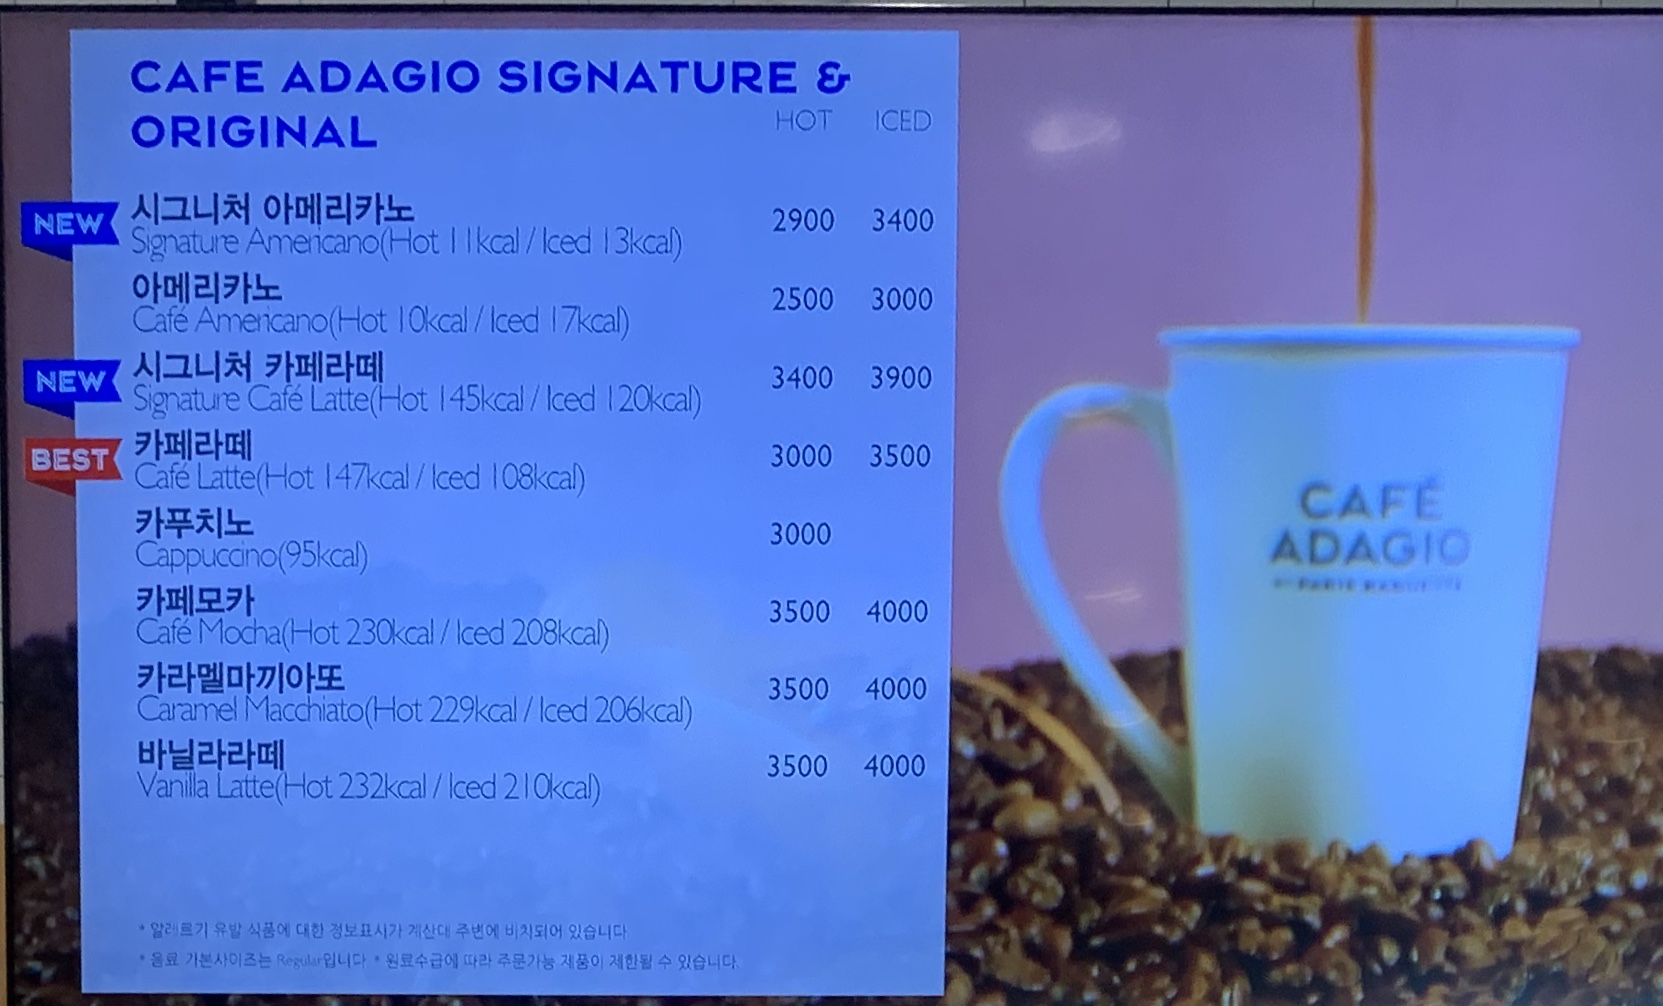 CAFE ADAGIO SIGNATURE &
ORIGINAL
HOT ICED
NEW
시그니처 아메리카노
Signature Americano(Hot 11kcal / Iced 13kcal)
2900 3400
아메리카노
Café Americano(Hot 10kcal / Iced 17kcal)
2500 3000
NEW
시그니처 카페라떼
Signature Café Latte(Hot 145kcal / Iced 120kcal)
3400 3900
BEST
카페라떼
Café Latte(Hot 147kcal / Iced 108kcal)
3000 3500
카푸치노
Cappuccino(95kcal)
3000
카페모카
Café Mocha(Hot 230kcal / Iced 208kcal)
3500 4000
카라멜마끼아또
Caramel Macchiato(Hot 229kcal / Iced 206kcal)
3500 4000
바닐라라떼
Vanilla Latte(Hot 232kcal / Iced 210kcal)
3500 4000
* 알레르기 유발 식품에 대한 정보표시가 계산대 주변에 비치되어 있습니다.
* 음료 기본사이즈는 Regular입니다. * 원료수급에 따라 주문가능 제품이 제한될 수 있습니다.
CAFÉ
ADAGIO
PARIS